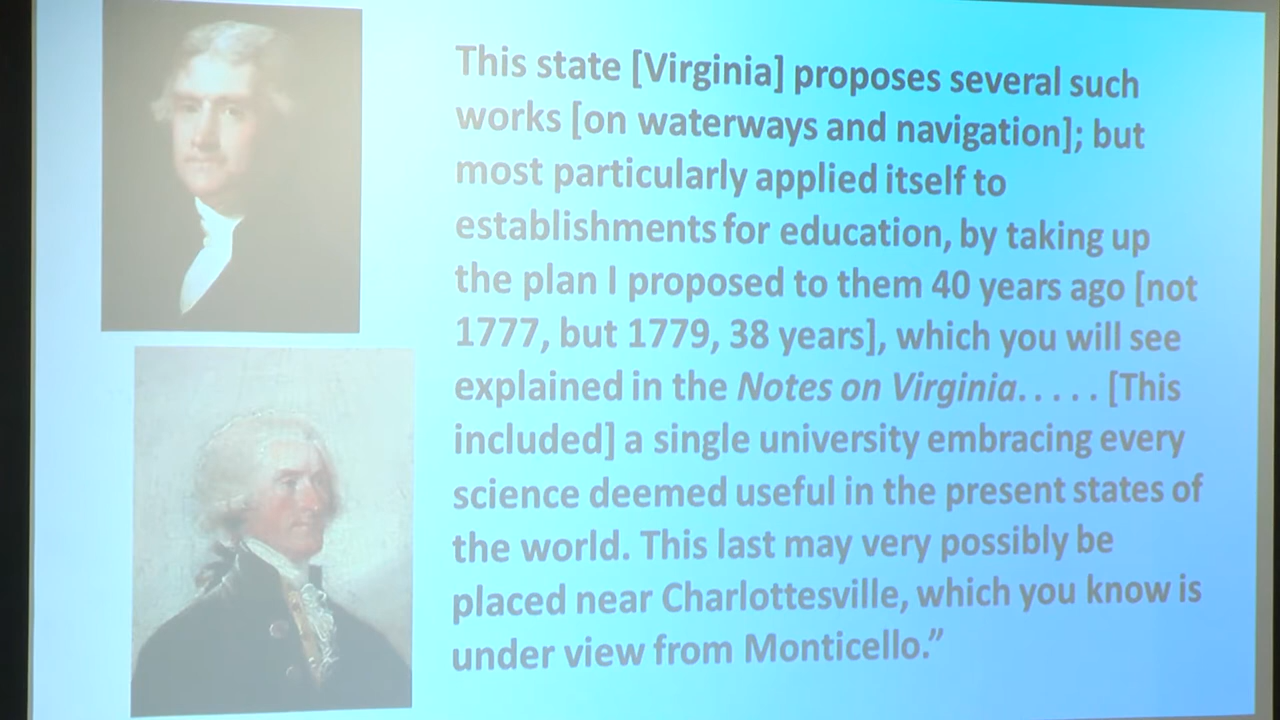 This state [Virginia] proposes several such
works [on waterways and navigation]; but
most particularly applied itself to
establishments for education, by taking up
the plan I proposed to them 40 years ago [not
1777, but 1779, 38 years], which you will see
explained in the Notes on Virginia. . . . . [This
included] a single university embracing every
science deemed useful in the present states of
the world. This last may very possibly be
placed near Charlottesville, which you know is
under view from Monticello.”